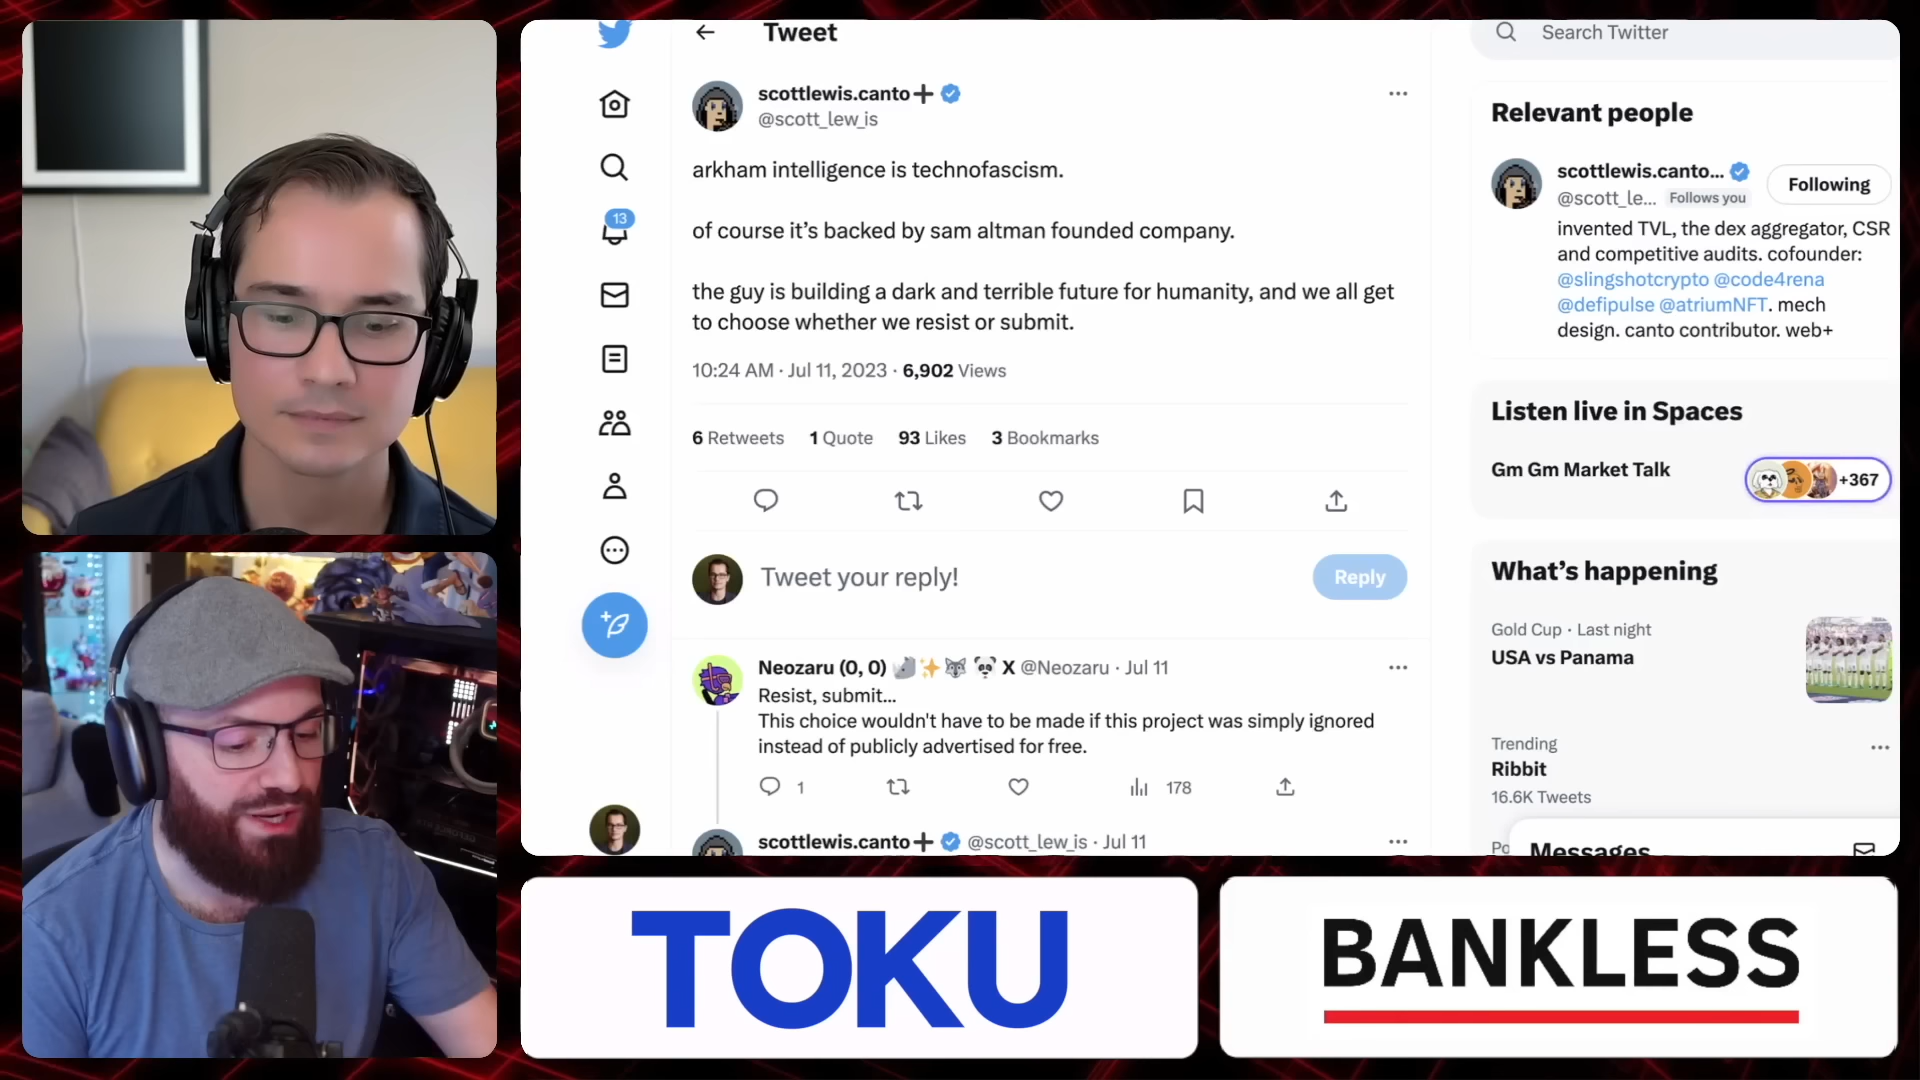 Tweet
scottlewis.canto
@scott_lew_is
arkham intelligence is technofascism.
of course it’s backed by sam altman founded company.
the guy is building a dark and terrible future for humanity, and we all get
to choose whether we resist or submit.
10:24 AM · Jul 11, 2023 · 6,902 Views
6 Retweets 1 Quote 93 Likes 3 Bookmarks
Tweet your reply!
Reply
Neozaru (0, 0) X @Neozaru · Jul 11
Resist, submit...
This choice wouldn't have to be made if this project was simply ignored
instead of publicly advertised for free.
1
178
scottlewis.canto @scott_lew_is · Jul 11
13
Search Twitter
Relevant people
scottlewis.canto...
@scott_le... Follows you
Following
invented TVL, the dex aggregator, CSR
and competitive audits. cofounder:
@slingshotcrypto @code4rena
@defipulse @atriumNFT. mech
design. canto contributor. web+
Listen live in Spaces
Gm Gm Market Talk
+367
What’s happening
Gold Cup · Last night
USA vs Panama
Trending
Ribbit
16.6K Tweets
Messages
TOKU
BANKLESS